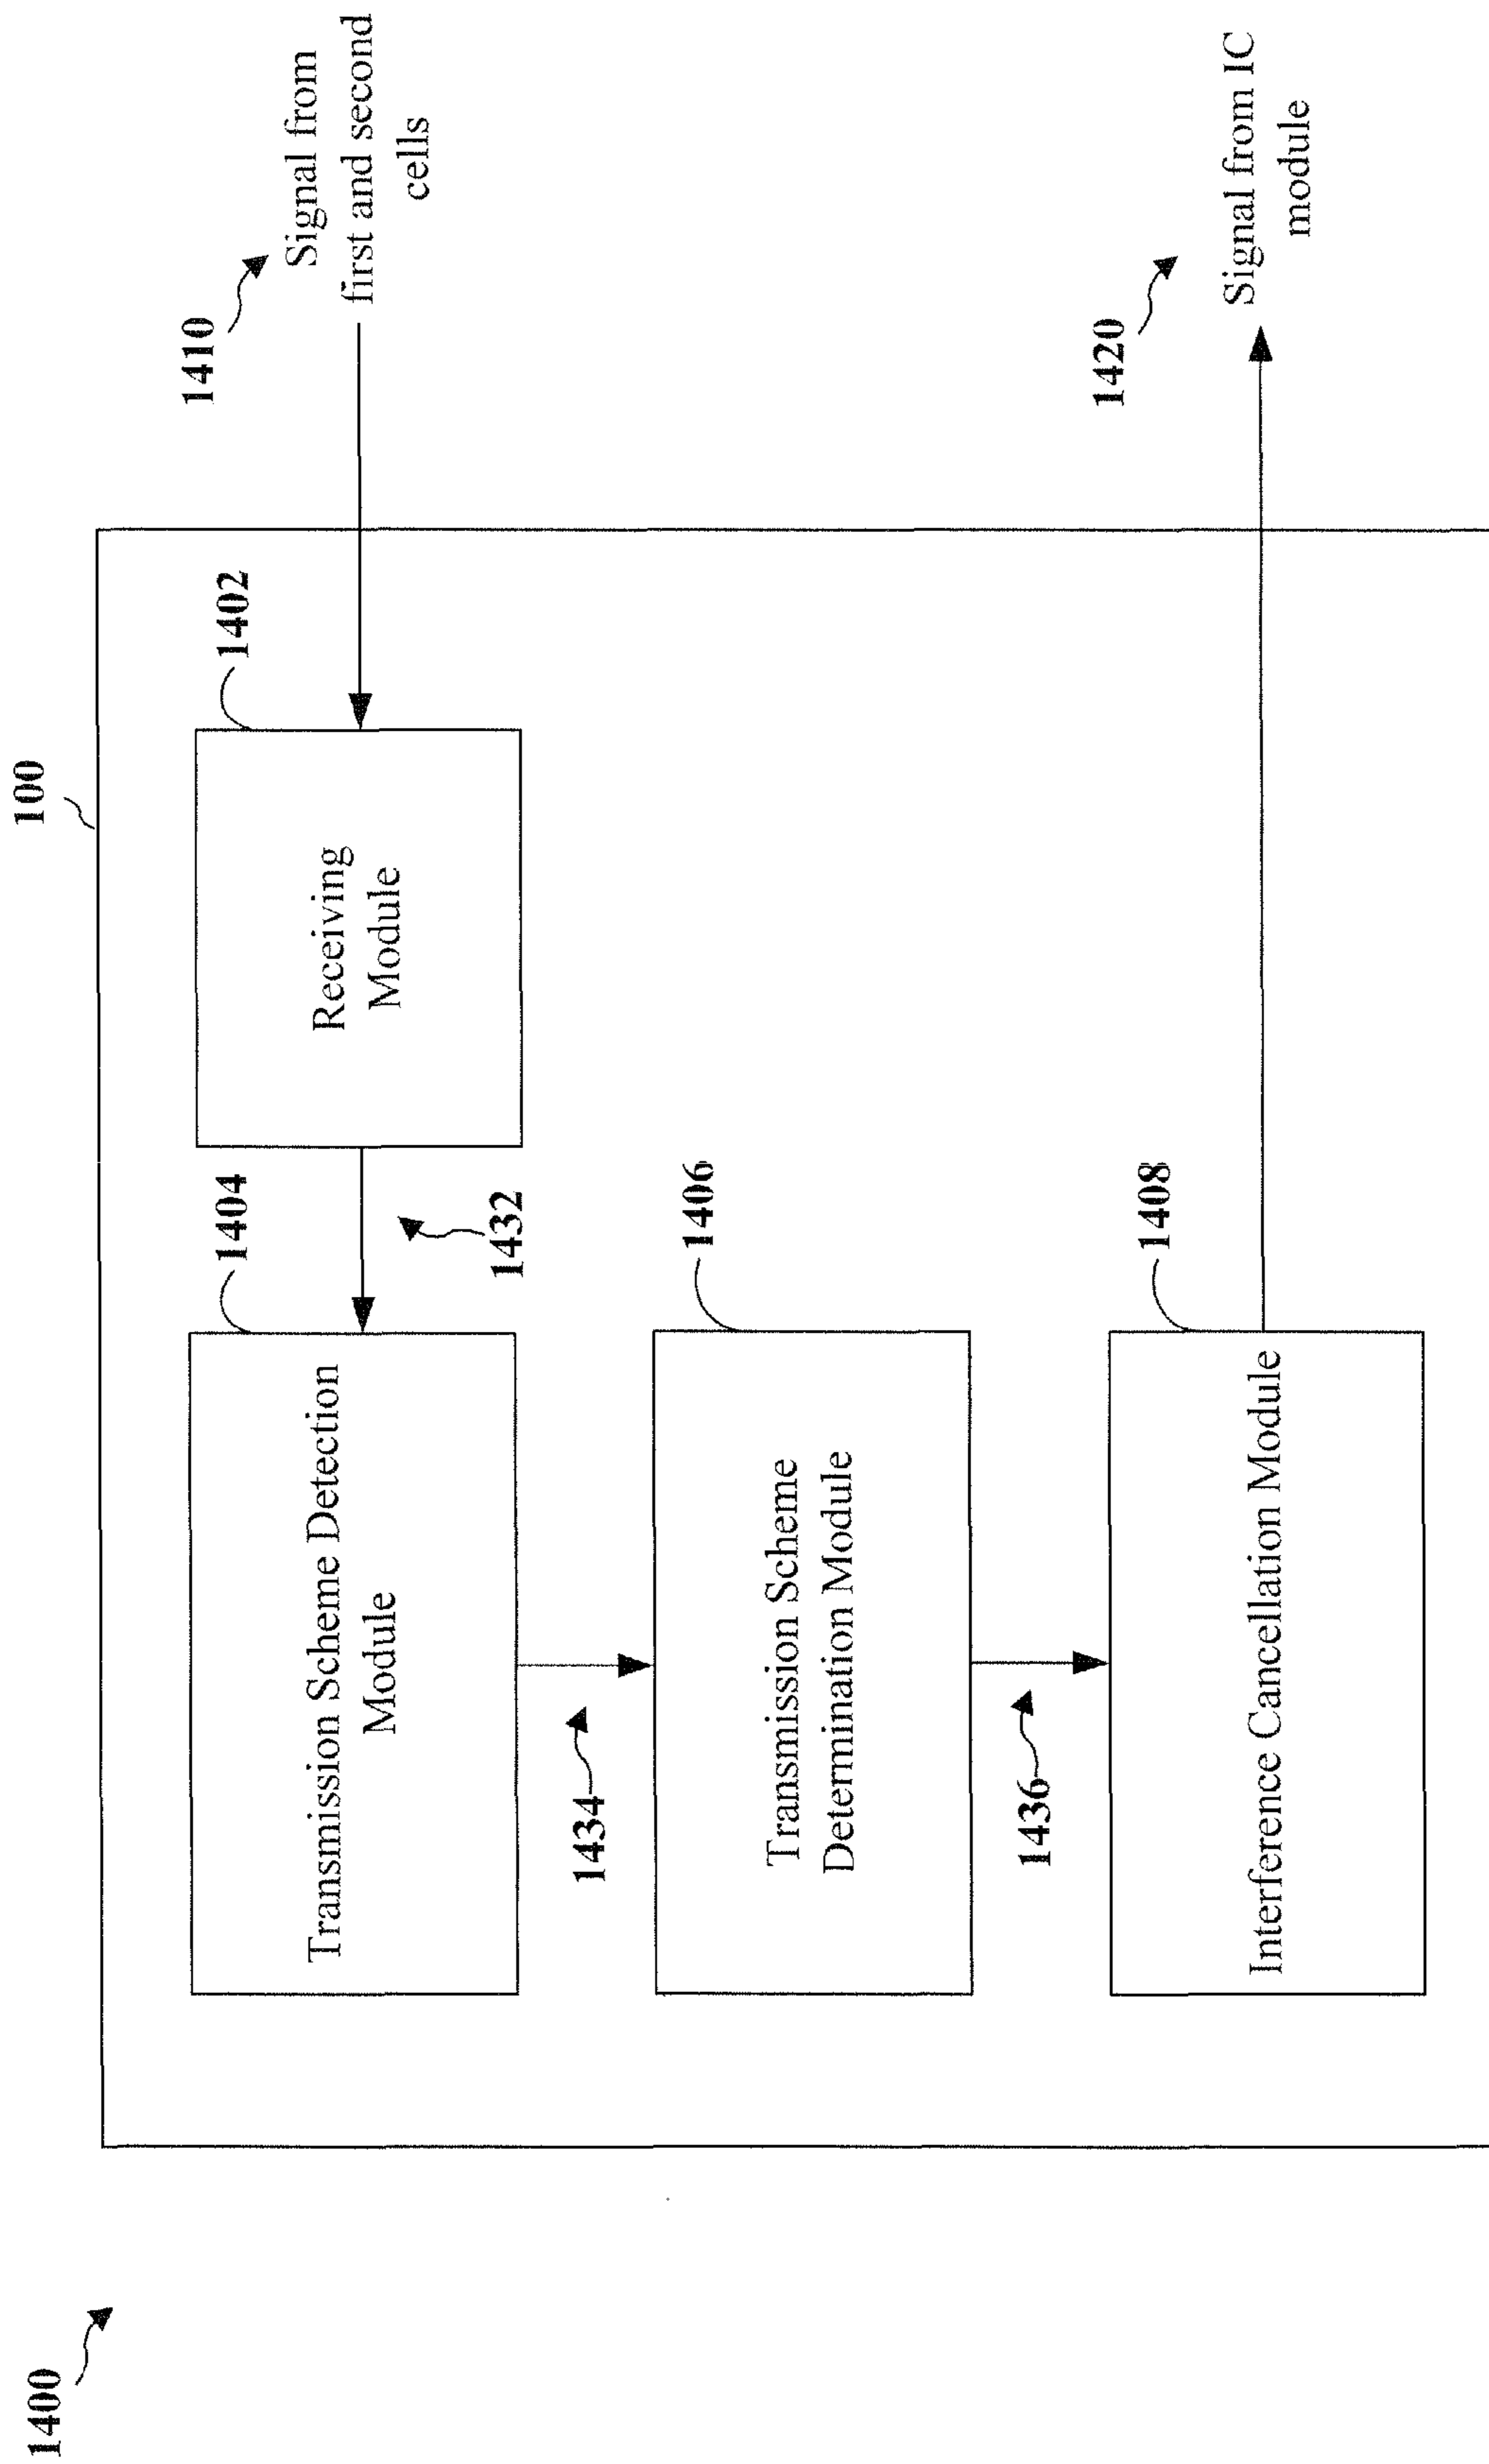 1400
100
1410
Signal from
first and second
cells
1402
Receiving
Module
1404
1432
Transmission Scheme Detection
Module
1434
1406
Transmission Scheme
Determination Module
1436
1408
Interference Cancellation Module
1420
Signal from IC
module